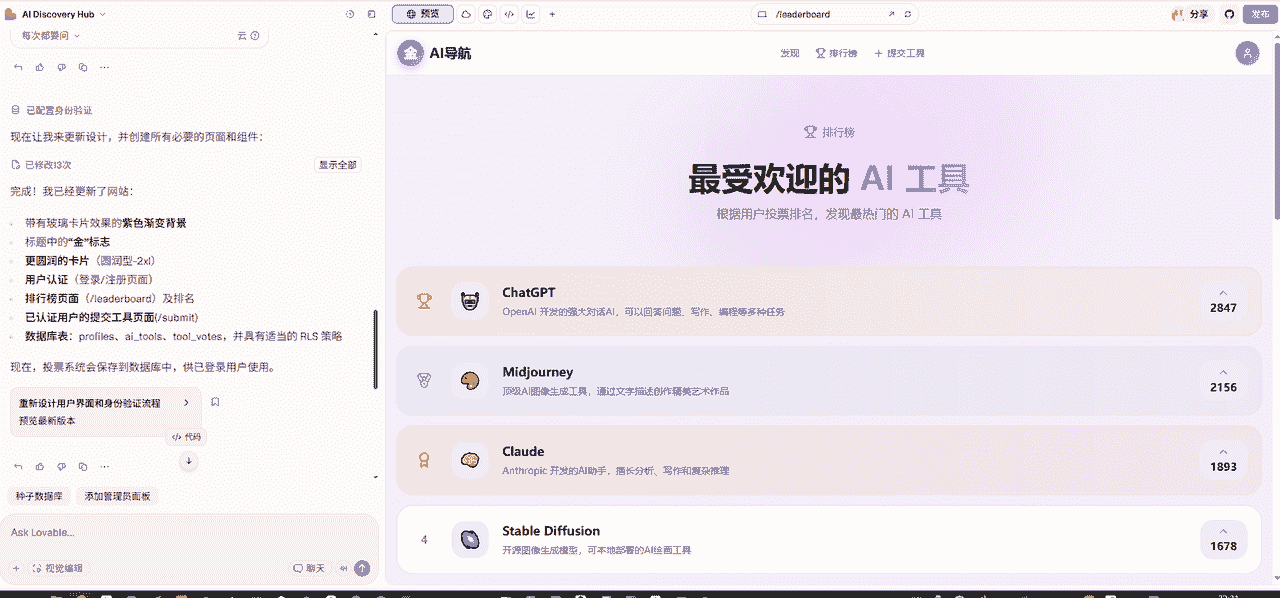 AI Discovery Hub
每次都要问
云
已配置身份验证
现在让我来更新设计，并创建所有必要的页面和组件：
已修改13次
显示全部
完成！我已经更新了网站：
带有玻璃卡片效果的紫色渐变背景
标题中的“金”标志
更圆润的卡片（圆润型-2xl）
用户认证（登录/注册页面）
排行榜页面（/leaderboard）及排名
已认证用户的提交工具页面(/submit)
数据库表：profiles、ai_tools、tool_votes，并具有适当的 RLS 策略
现在，投票系统会保存到数据库中，供已登录用户使用。
重新设计用户界面和身份验证流程
预览最新版本
代码
种子数据库
添加管理员面板
Ask Lovable...
视觉编辑
聊天
预览
/leaderboard
分享
发布
金
AI导航
发现
排行榜
提交工具
排行榜
最受欢迎的 AI 工具
根据用户投票排名，发现最热门的 AI 工具
ChatGPT
OpenAI 开发的强大对话AI，可以回答问题、写作、编程等多种任务
2847
Midjourney
顶级AI图像生成工具，通过文字描述创作精美艺术作品
2156
Claude
Anthropic 开发的AI助手，擅长分析、写作和复杂推理
1893
4
Stable Diffusion
开源图像生成模型，可本地部署的AI绘画工具
1678